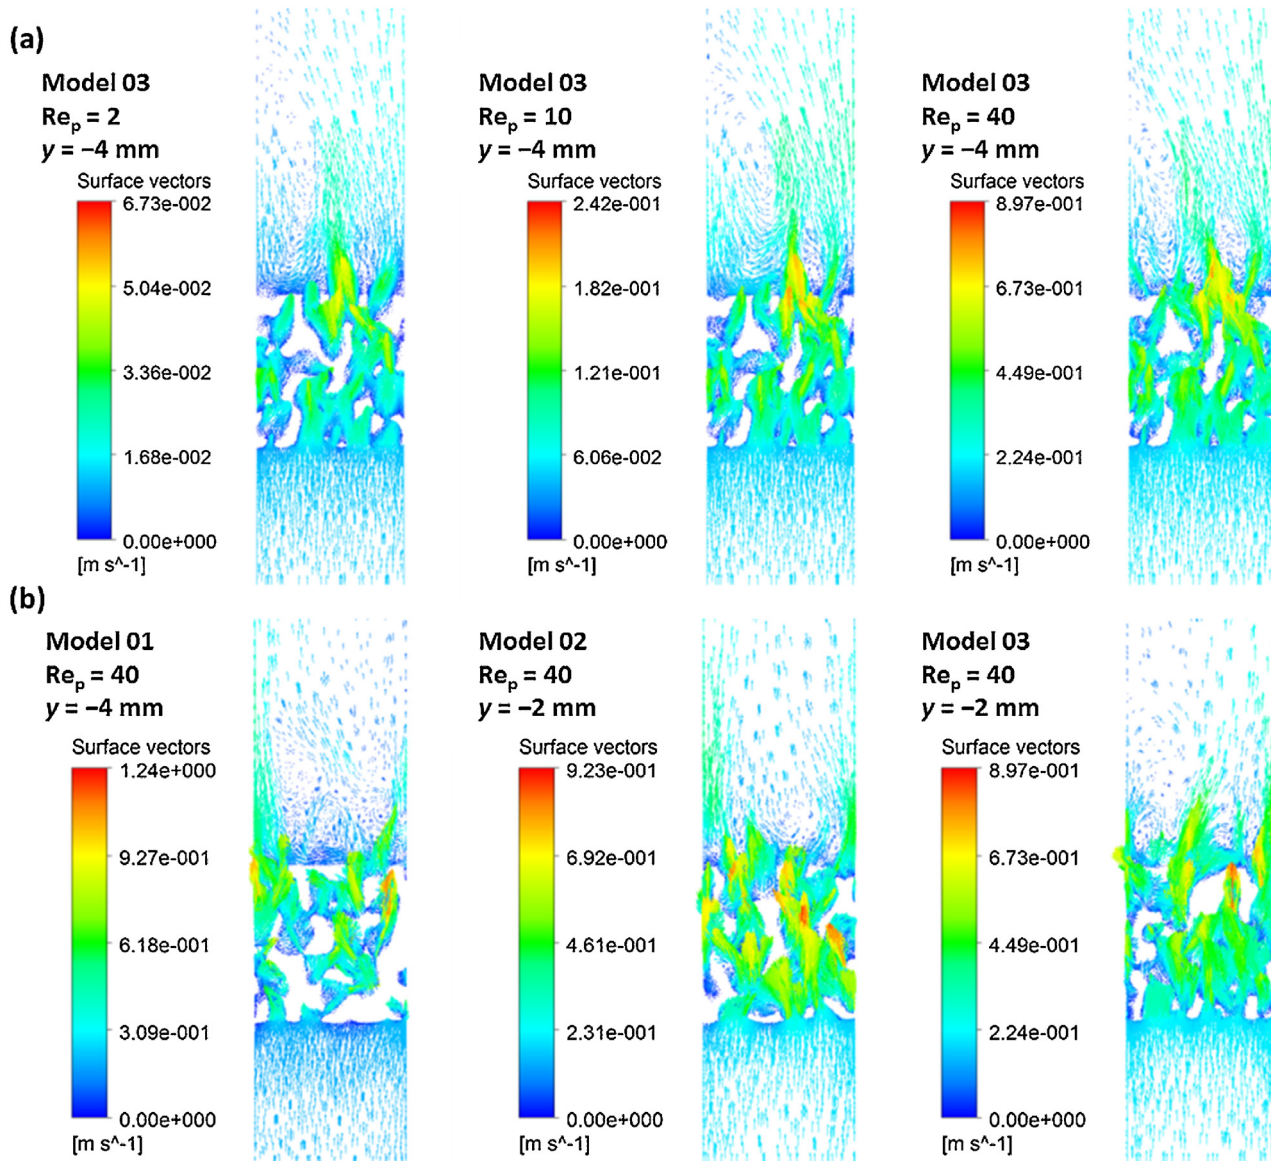 (a)
Model 03
Reₚ = 2
y = −4 mm
Surface vectors
6.73e-002
5.04e-002
3.36e-002
1.68e-002
0.00e+000
[m s^-1]
Model 03
Reₚ = 10
y = −4 mm
Surface vectors
2.42e-001
1.82e-001
1.21e-001
6.06e-002
0.00e+000
[m s^-1]
Model 03
Reₚ = 40
y = −4 mm
Surface vectors
8.97e-001
6.73e-001
4.49e-001
2.24e-001
0.00e+000
[m s^-1]
(b)
Model 01
Reₚ = 40
y = −4 mm
Surface vectors
1.24e+000
9.27e-001
6.18e-001
3.09e-001
0.00e+000
[m s^-1]
Model 02
Reₚ = 40
y = −2 mm
Surface vectors
9.23e-001
6.92e-001
4.61e-001
2.31e-001
0.00e+000
[m s^-1]
Model 03
Reₚ = 40
y = −2 mm
Surface vectors
8.97e-001
6.73e-001
4.49e-001
2.24e-001
0.00e+000
[m s^-1]